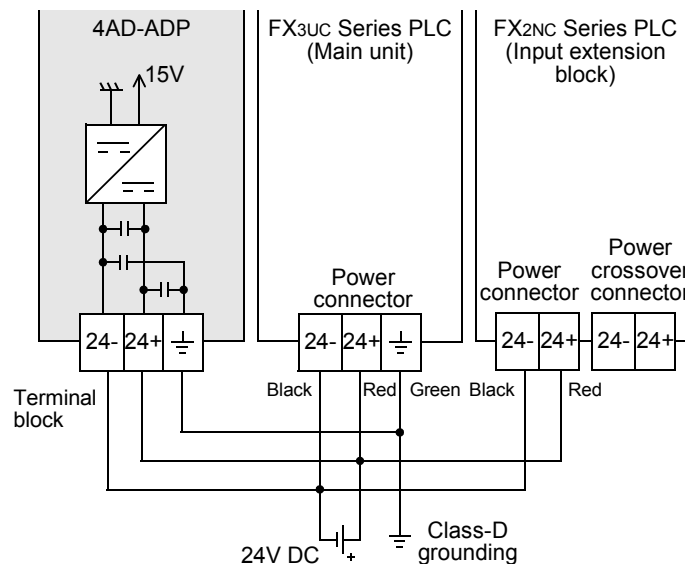 4AD-ADP
FX3UC Series PLC
(Main unit)
FX2NC Series PLC
(Input extension
block)
15V
Power
connector
Power
connector
Power
crossover
connector
24- 24+
24- 24+
24- 24+
24- 24+
Terminal
block
Black Red Green Black Red
24V DC
+
Class-D
grounding